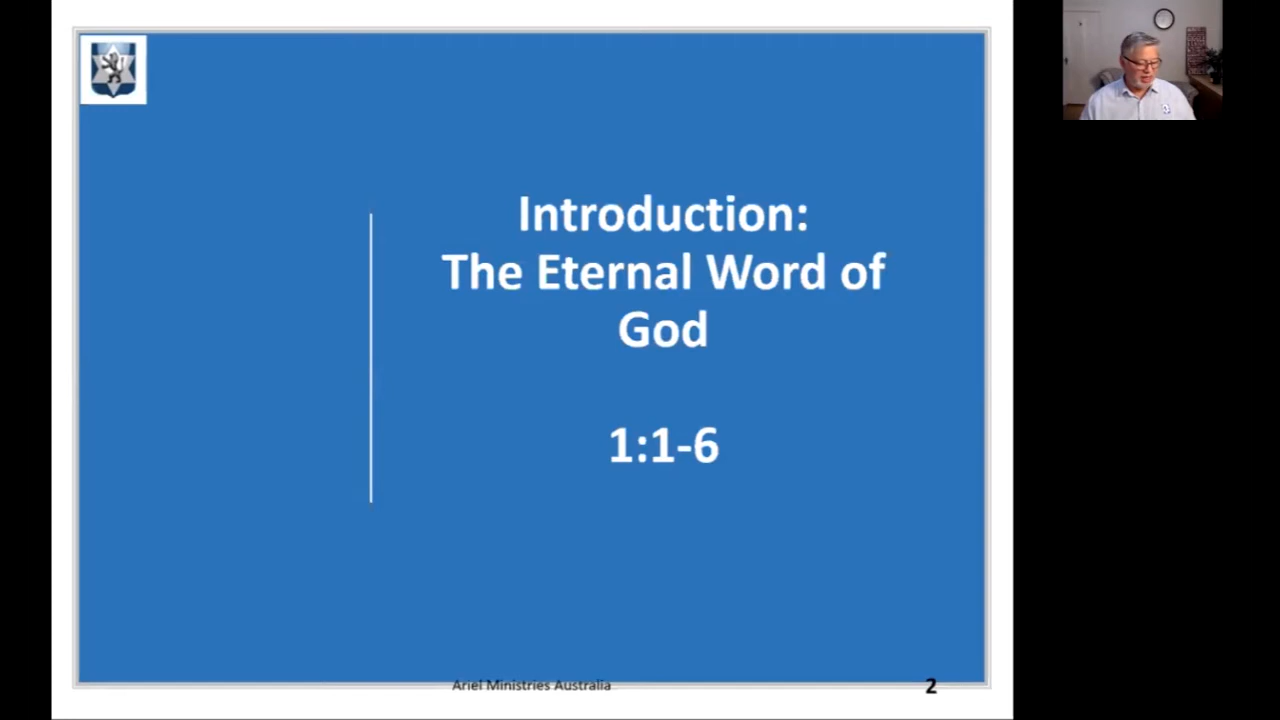 Introduction:
The Eternal Word of
God
1:1-6
Ariel Ministries Australia
2